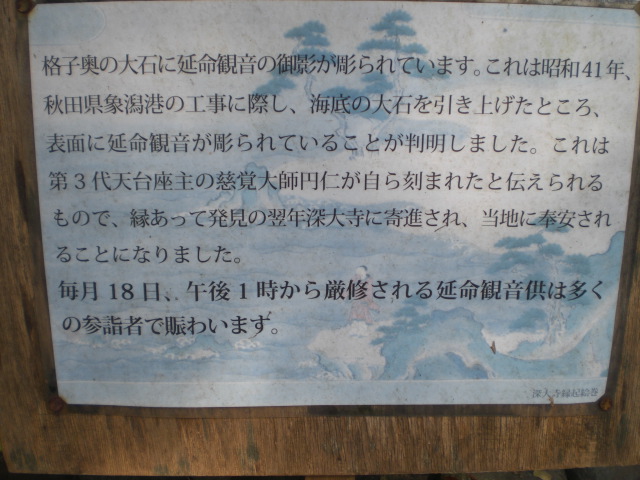 格子奥の大石に延命観音の御影が彫られています。これは昭和41年、
秋田県象潟港の工事に際し、海底の大石を引き上げたところ、
表面に延命観音が彫られていることが判明しました。これは
第3代天台座主の慈覚大師円仁が自ら刻まれたと伝えられる
もので、縁あって発見の翌年深大寺に寄進され、当地に奉安され
ることになりました。
毎月18日、午後1時から厳修される延命観音供は多く
の参詣者で賑わいます。
深大寺縁起絵巻